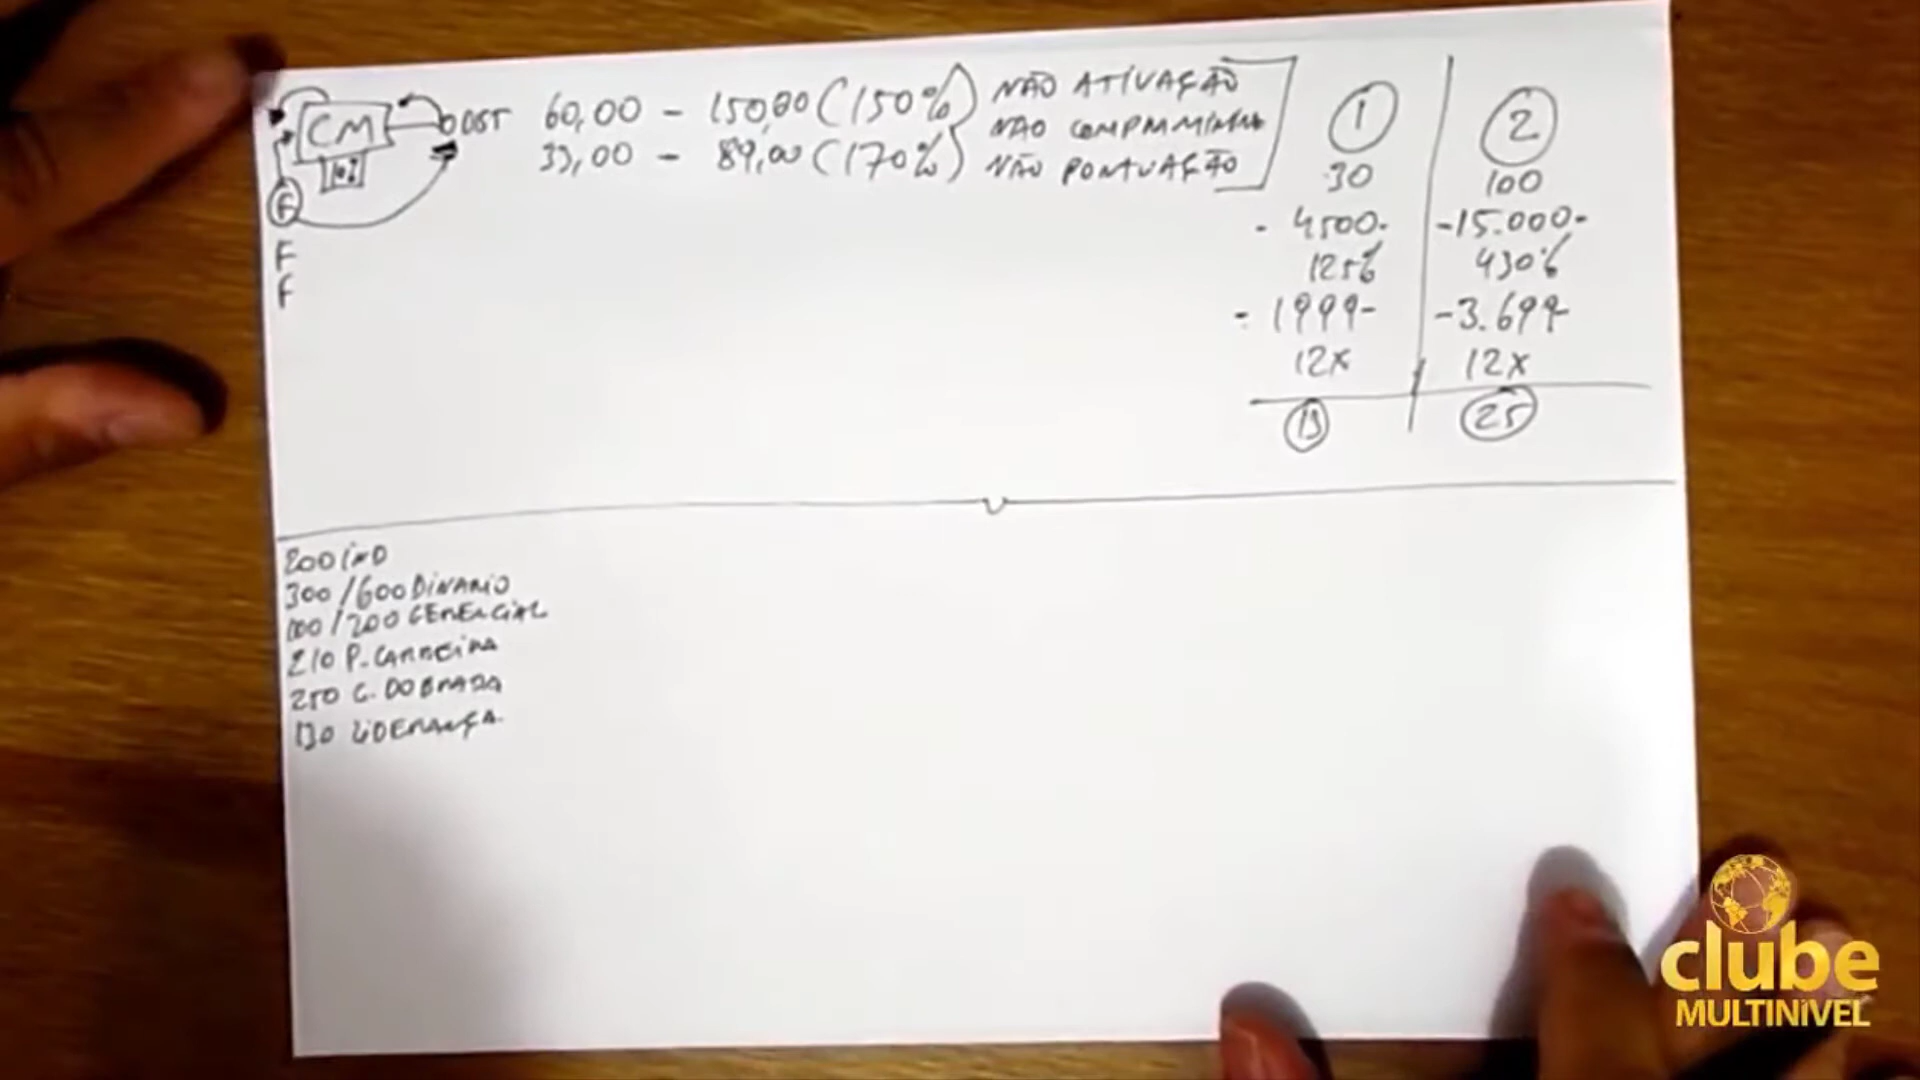 CM DIST 60,00 - 150,00 (150%) NÃO ATIVAÇÃO
33,00 - 89,00 (170%) NÃO COMPRA MINIMA
NÃO PONTUAÇÃO
F
F
F
1 2
30 100
- 4500- -15.000-
125% 430%
- 1999- -3.699-
12x 12x
13 25
200 IND
300/600 BINARIO
100/200 GERENCIAL
210 P. CARREIRA
250 C. DOBRADA
130 LIDERANÇA.
clube
MULTINÍVEL